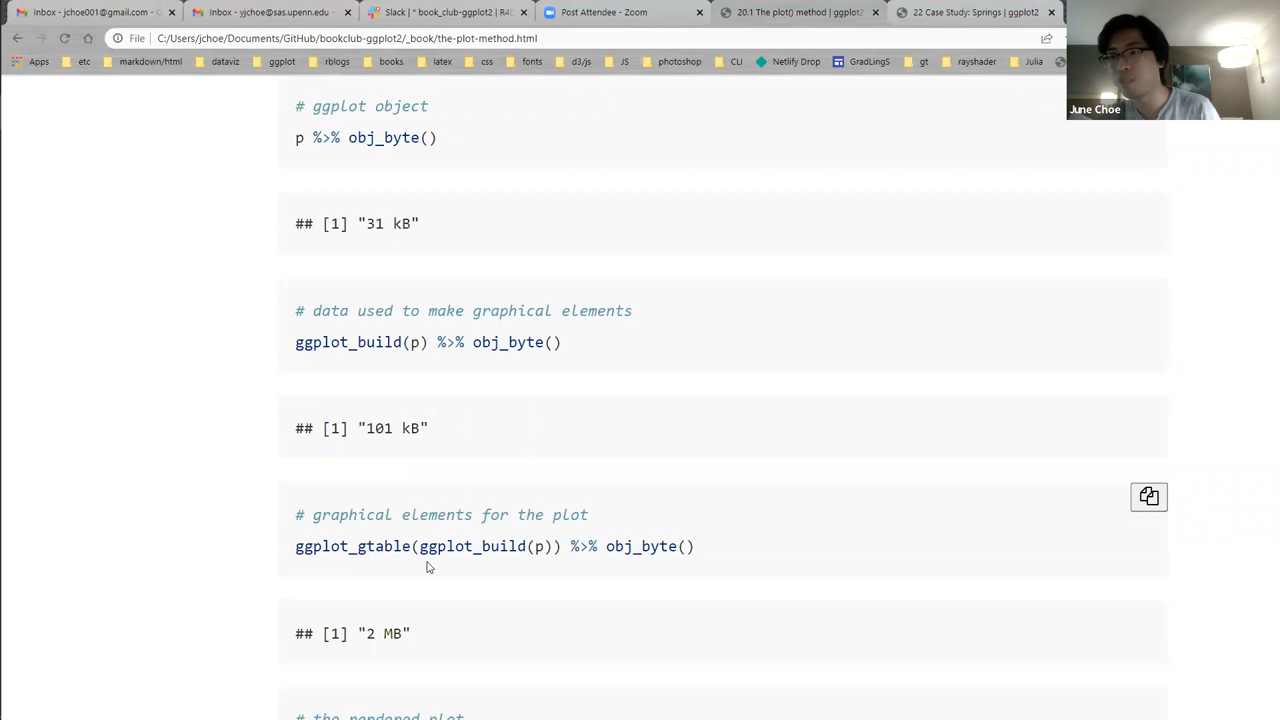 Inbox - jchoe001@gmail.com - G
Inbox - yjchoe@sas.upenn.edu -
Slack | * book_club-ggplot2 | R4D
Post Attendee - Zoom
20.1 The plot() method | ggplot2
22 Case Study: Springs | ggplot2
File
C:/Users/jchoe/Documents/GitHub/bookclub-ggplot2/_book/the-plot-method.html
Apps
etc
markdown/html
dataviz
ggplot
rblogs
books
latex
css
fonts
d3/js
JS
photoshop
CLI
Netlify Drop
GradLingS
gt
rayshader
Julia
June Choe
# ggplot object
p %>% obj_byte()
## [1] "31 kB"
# data used to make graphical elements
ggplot_build(p) %>% obj_byte()
## [1] "101 kB"
# graphical elements for the plot
ggplot_gtable(ggplot_build(p)) %>% obj_byte()
## [1] "2 MB"
# the rendered plot